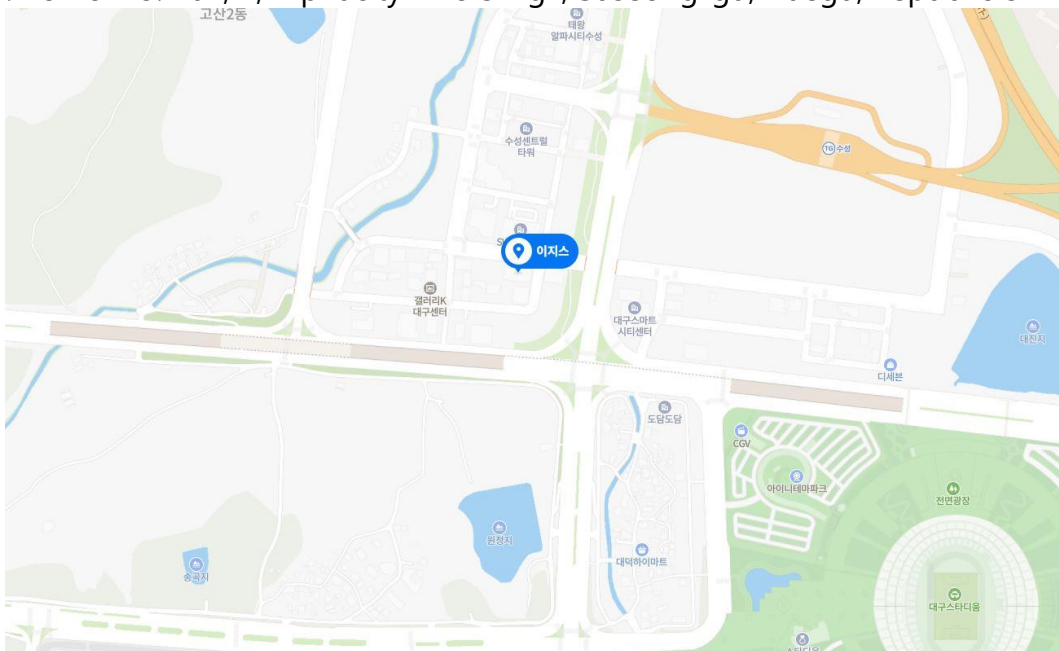 고산2동
태왕
알파시티수성
수성센트럴
타워
TG 수성
이지스
갤러리K
대구센터
대구스마트
시티센터
대진지
디세븐
도담도담
CGV
아이니테마파크
전면광장
원정지
송곡지
대덕하이마트
대구스타디움